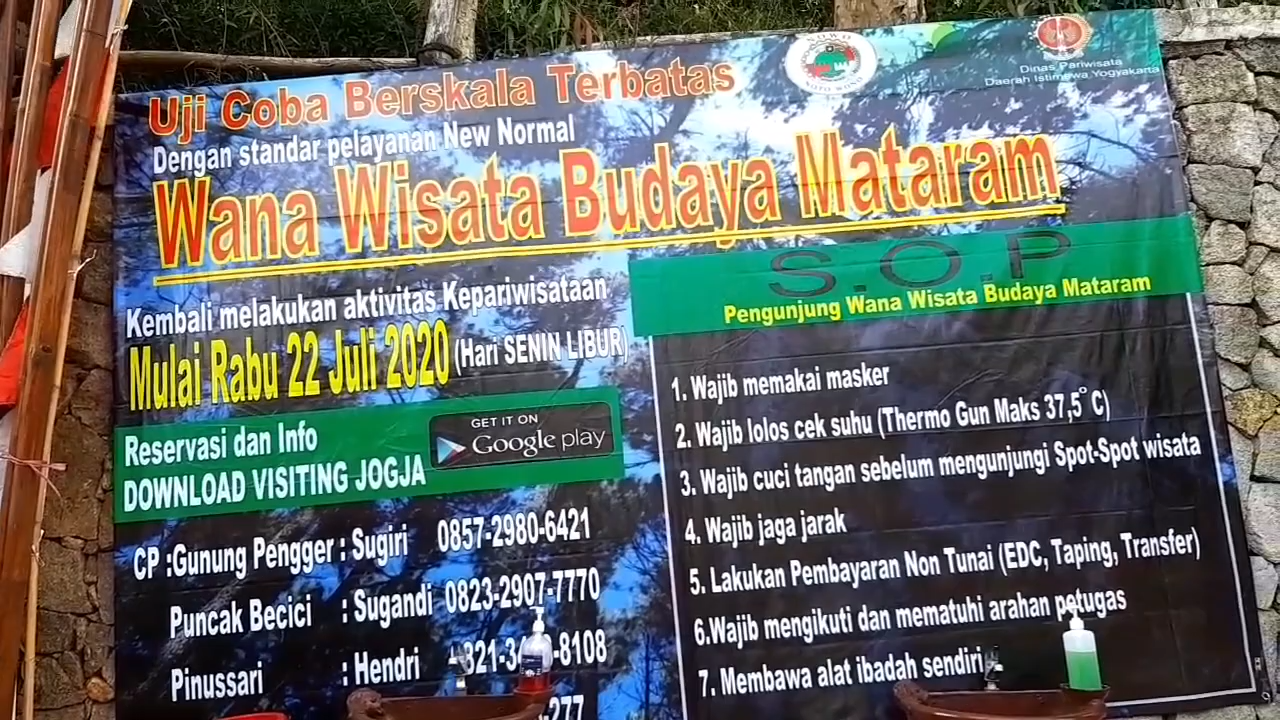 Uji Coba Berskala Terbatas
Dengan standar pelayanan New Normal
Wana Wisata Budaya Mataram
NOTO WONO
Dinas Pariwisata
Daerah Istimewa Yogyakarta
Kembali melakukan aktivitas Kepariwisataan
Mulai Rabu 22 Juli 2020 (Hari SENIN LIBUR)
Reservasi dan Info
DOWNLOAD VISITING JOGJA
GET IT ON
Google play
CP :Gunung Pengger : Sugiri 0857-2980-6421
Puncak Becici : Sugandi 0823-2907-7770
Pinussari : Hendri
-8108
-277
S.O.P
Pengunjung Wana Wisata Budaya Mataram
1. Wajib memakai masker
2. Wajib lolos cek suhu (Thermo Gun Maks 37,5° C)
3. Wajib cuci tangan sebelum mengunjungi Spot-Spot wisata
4. Wajib jaga jarak
5. Lakukan Pembayaran Non Tunai (EDC, Taping, Transfer)
6.Wajib mengikuti dan mematuhi arahan petugas
7. Membawa alat ibadah sendiri